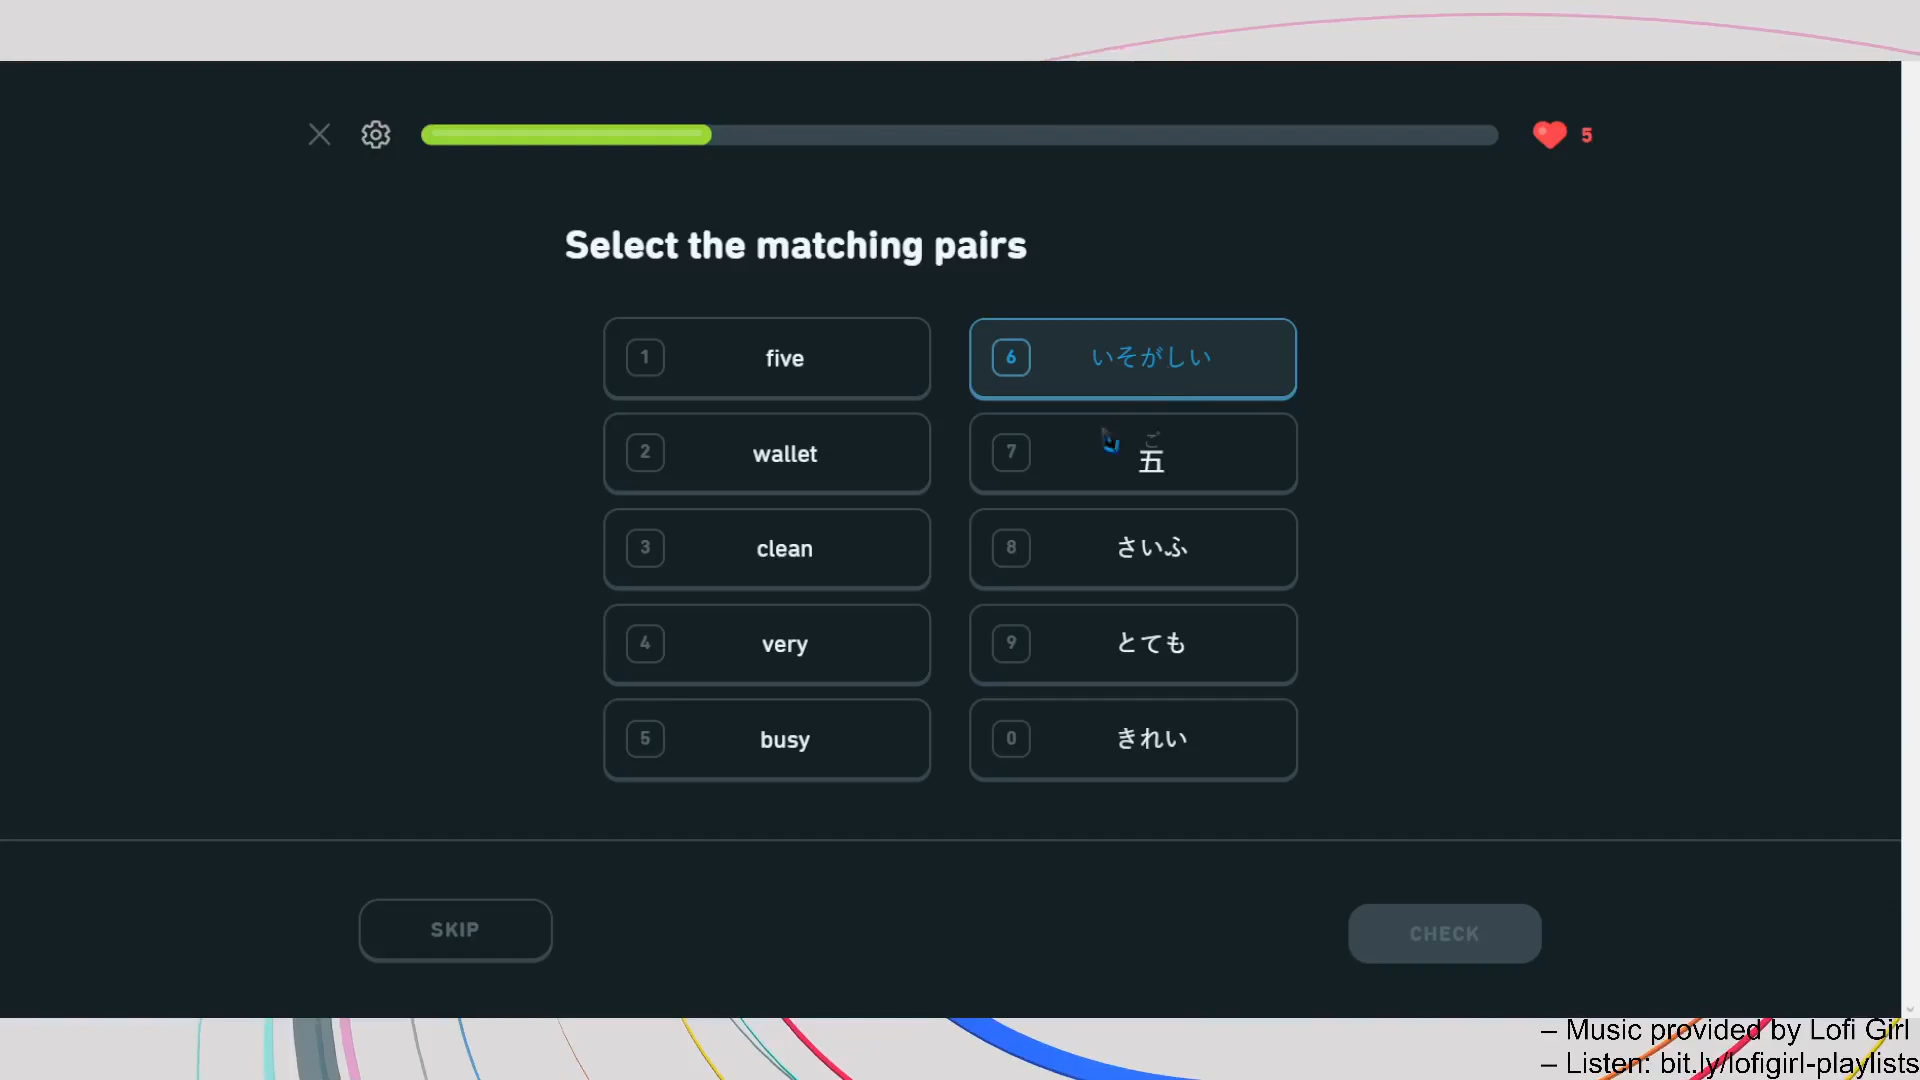 5
Select the matching pairs
1 five
6 いそがしい
2 wallet
7 五
ご
3 clean
8 さいふ
4 very
9 とても
5 busy
0 きれい
SKIP
CHECK
– Music provided by Lofi Girl
– Listen: bit.ly/lofigirl-playlists